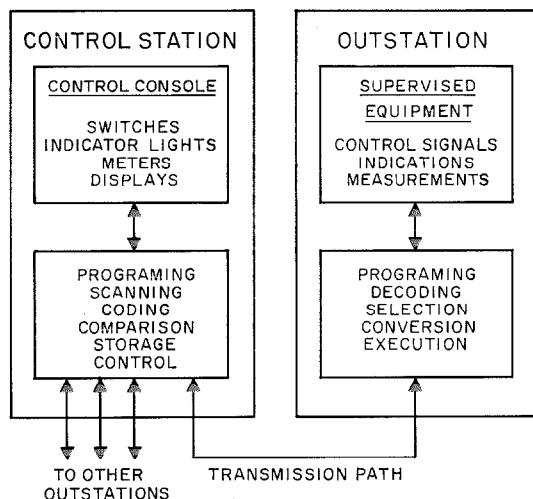 CONTROL STATION
CONTROL CONSOLE
SWITCHES
INDICATOR LIGHTS
METERS
DISPLAYS
PROGRAMING
SCANNING
CODING
COMPARISON
STORAGE
CONTROL
TO OTHER
OUTSTATIONS
TRANSMISSION PATH
OUTSTATION
SUPERVISED
EQUIPMENT
CONTROL SIGNALS
INDICATIONS
MEASUREMENTS
PROGRAMING
DECODING
SELECTION
CONVERSION
EXECUTION